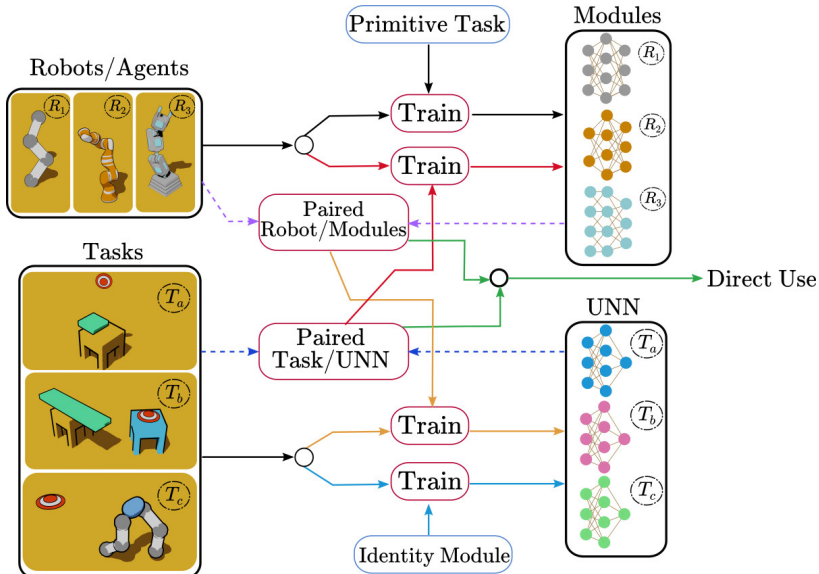 Primitive Task
Modules
Robots/Agents
R1
R2
R3
Train
Train
R1
R2
R3
Paired
Robot/Modules
Tasks
Ta
Tb
Tc
Paired
Task/UNN
Direct Use
UNN
Ta
Tb
Tc
Train
Train
Identity Module